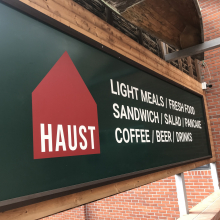 HAUST
LIGHT MEALS / FRESH FOOD
SANDWICH / SALAD / PANCAKE
COFFEE / BEER / DRINKS